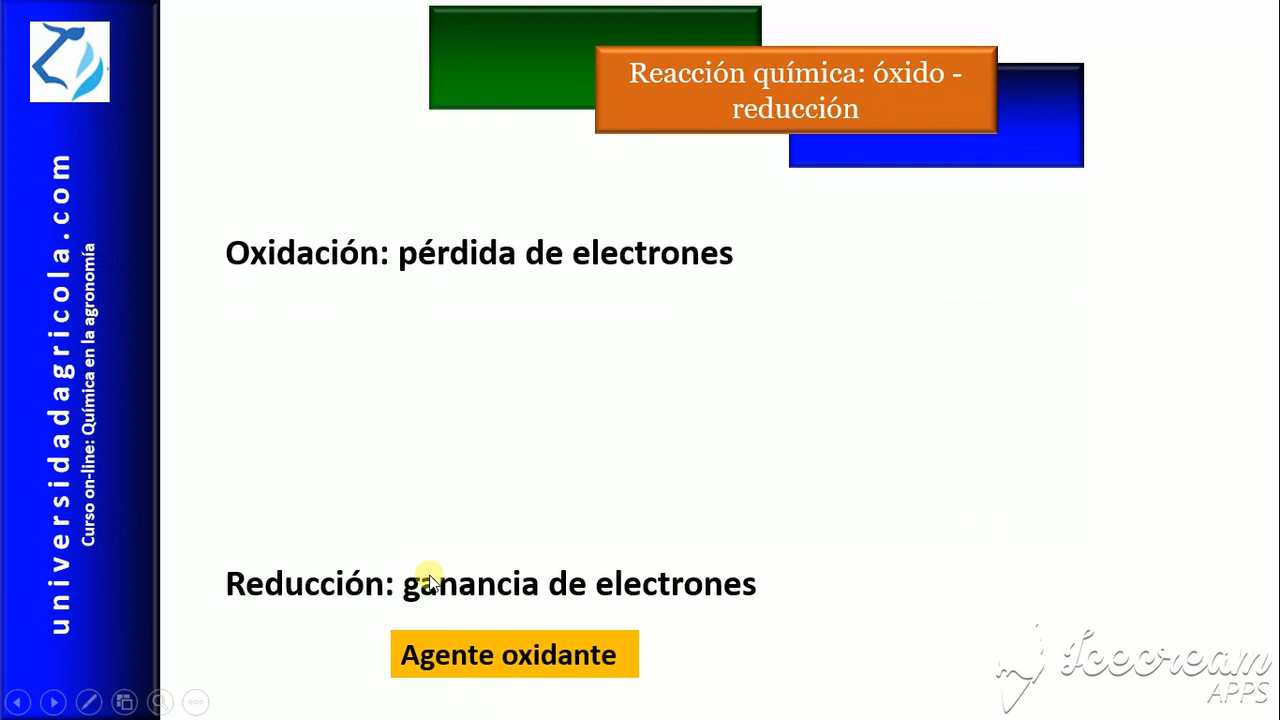 Reacción química: óxido -
reducción
universidadagricola.com
Curso on-line: Química en la agronomía
Oxidación: pérdida de electrones
Reducción: ganancia de electrones
Agente oxidante
Icecream
APPS